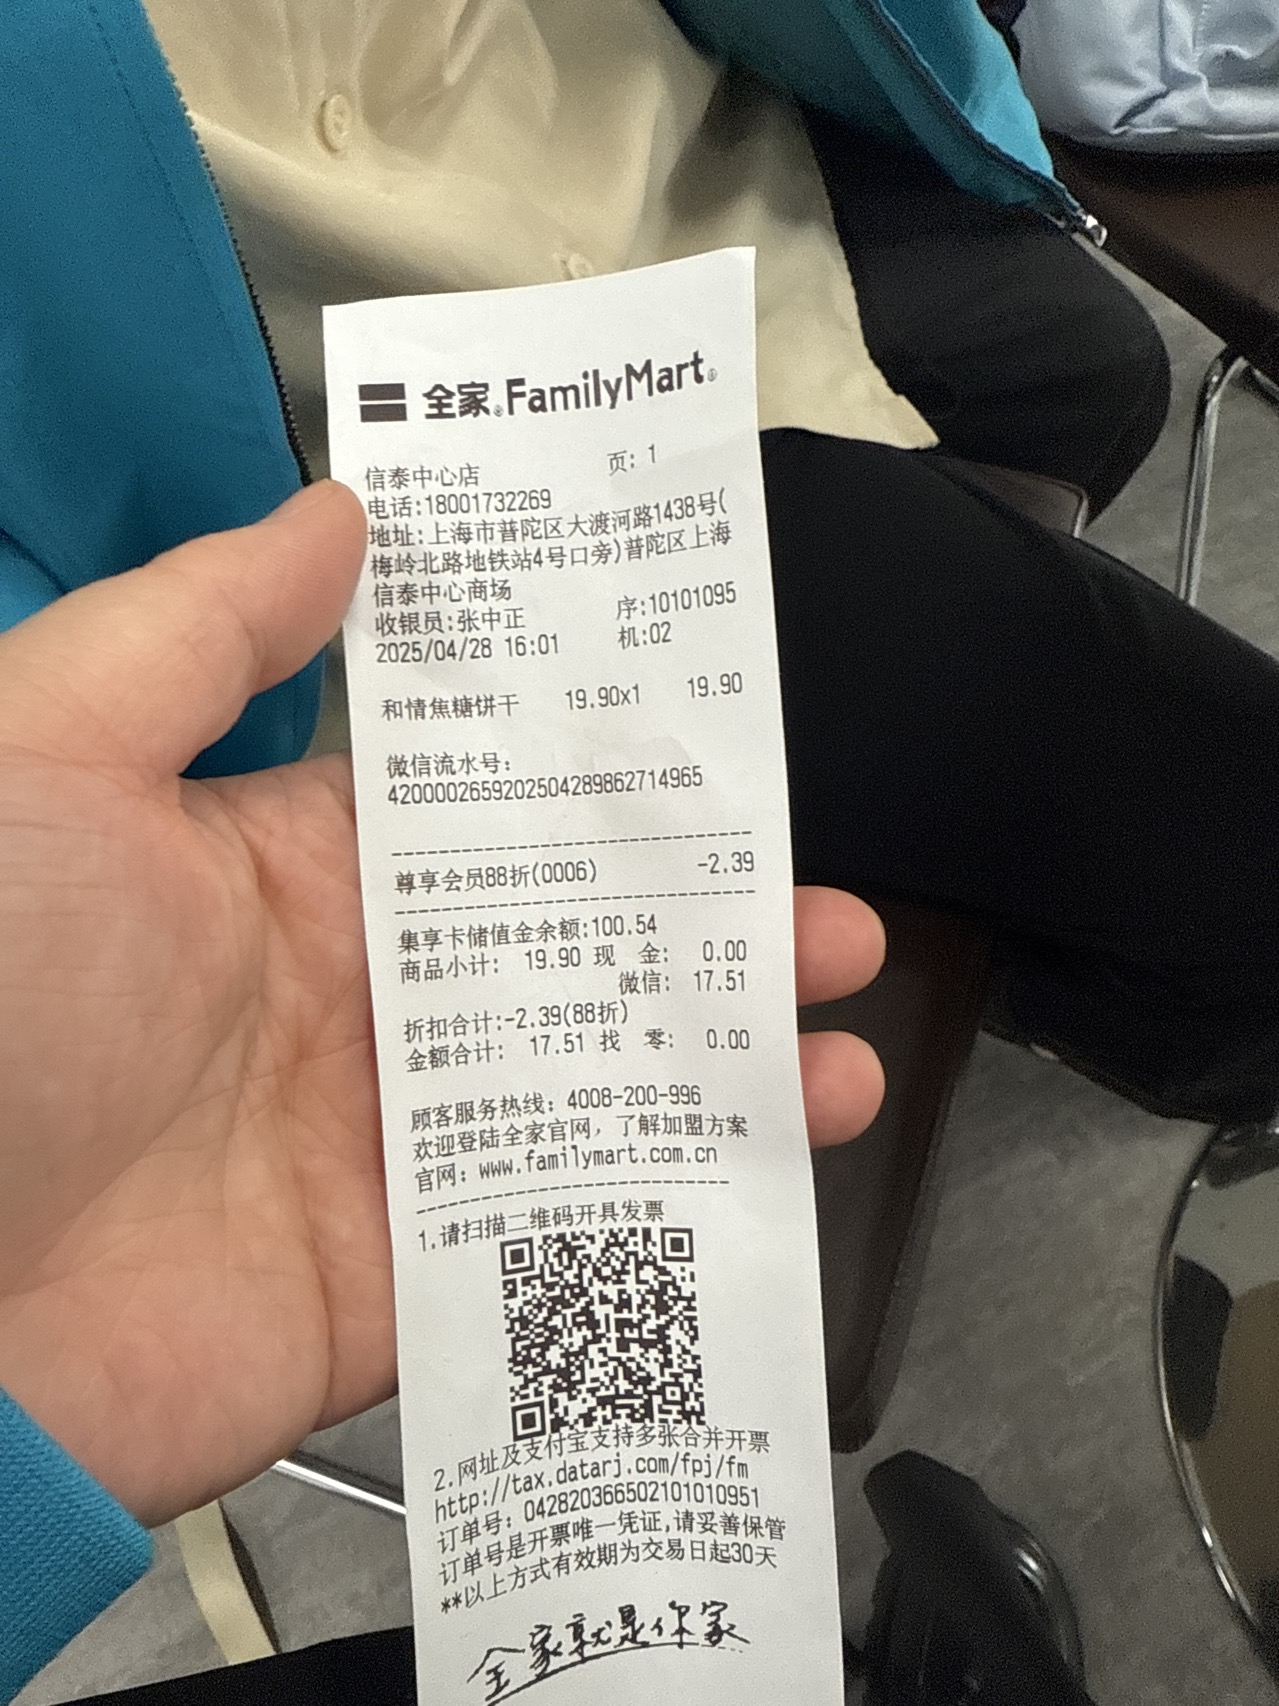 全家®FamilyMart®
信泰中心店 页: 1
电话:18001732269
地址:上海市普陀区大渡河路1438号(
梅岭北路地铁站4号口旁)普陀区上海
信泰中心商场
收银员:张中正 序:10101095
2025/04/28 16:01 机:02
和情焦糖饼干 19.90x1 19.90
微信流水号:
4200002659202504289862714965
尊享会员88折(0006) -2.39
集享卡储值金余额:100.54
商品小计: 19.90 现 金: 0.00
微信: 17.51
折扣合计:-2.39(88折)
金额合计: 17.51 找 零: 0.00
顾客服务热线: 4008-200-996
欢迎登陆全家官网，了解加盟方案
官网: www.familymart.com.cn
1.请扫描二维码开具发票
2.网址及支付宝支持多张合并开票
http://tax.datarj.com/fpj/fm
订单号: 042820366502101010951
订单号是开票唯一凭证,请妥善保管
**以上方式有效期为交易日起30天
全家就是你家